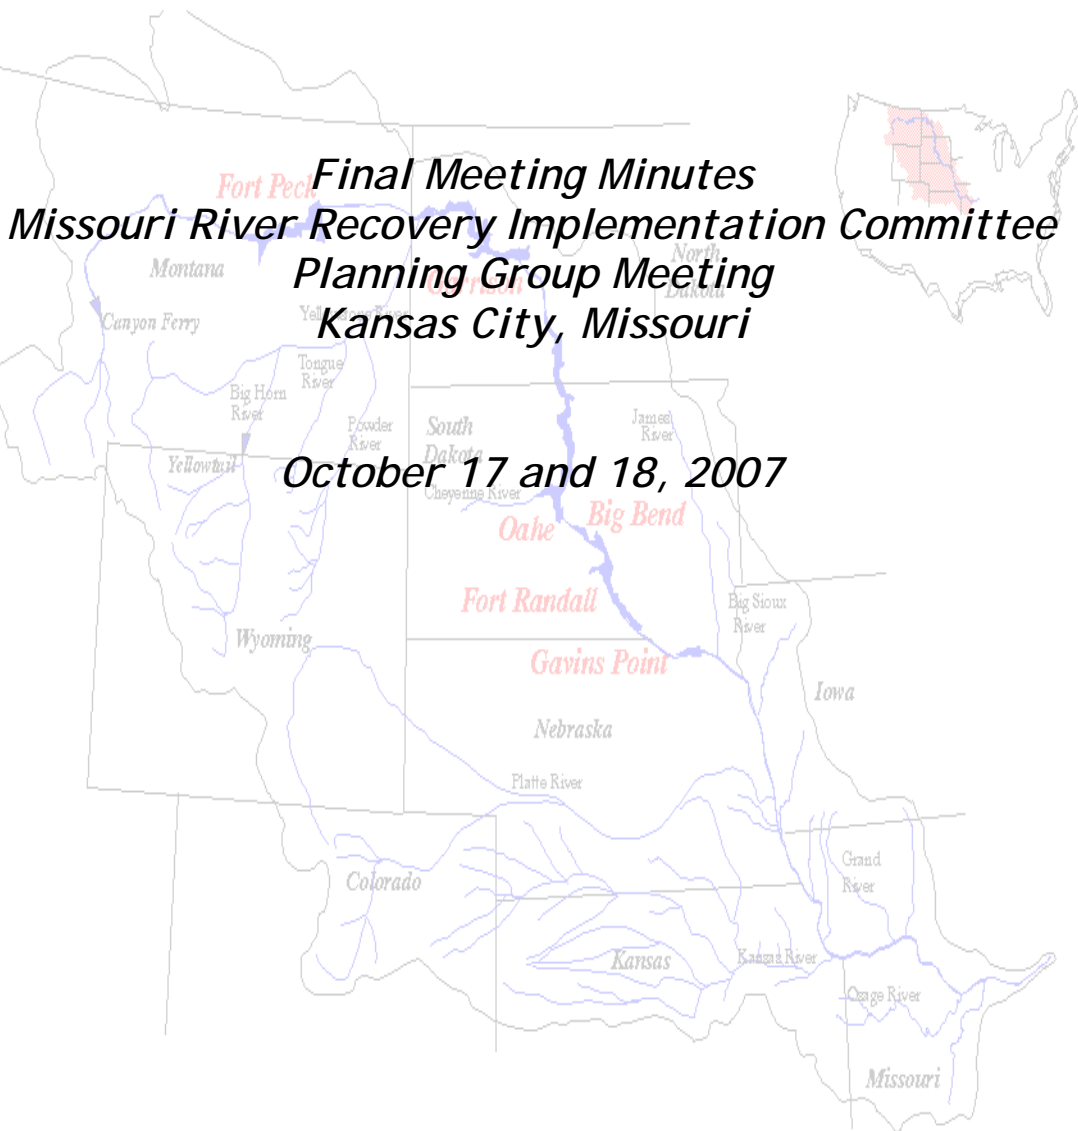 Final Meeting Minutes
Fort Peck
Missouri River Recovery Implementation Committee
North
Dakota
Montana
Planning Group Meeting
Garrison
Canyon Ferry
Yellowstone River
Kansas City, Missouri
Tongue
River
Big Horn
River
Powder
River
South
Dakota
James
River
Yellowtail
October 17 and 18, 2007
Cheyenne River
Oahe
Big Bend
Fort Randall
Big Sioux
River
Wyoming
Gavins Point
Iowa
Nebraska
Platte River
Grand
River
Colorado
Kansas
Kansas River
Osage River
Missouri